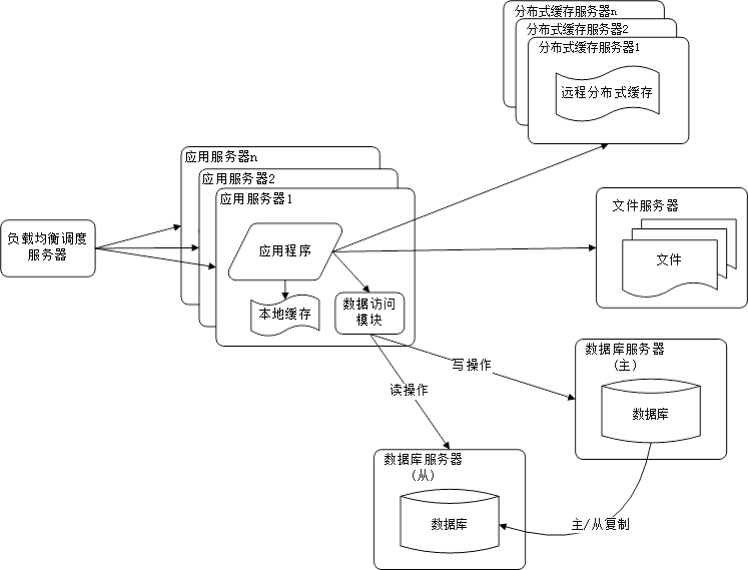 分布式缓存服务器n
分布式缓存服务器2
分布式缓存服务器1
远程分布式缓存
应用服务器n
应用服务器2
应用服务器1
应用程序
本地缓存
数据访问
模块
负载均衡调度
服务器
文件服务器
文件
写操作
读操作
数据库服务器
(主)
数据库
数据库服务器
(从)
数据库
主/从复制